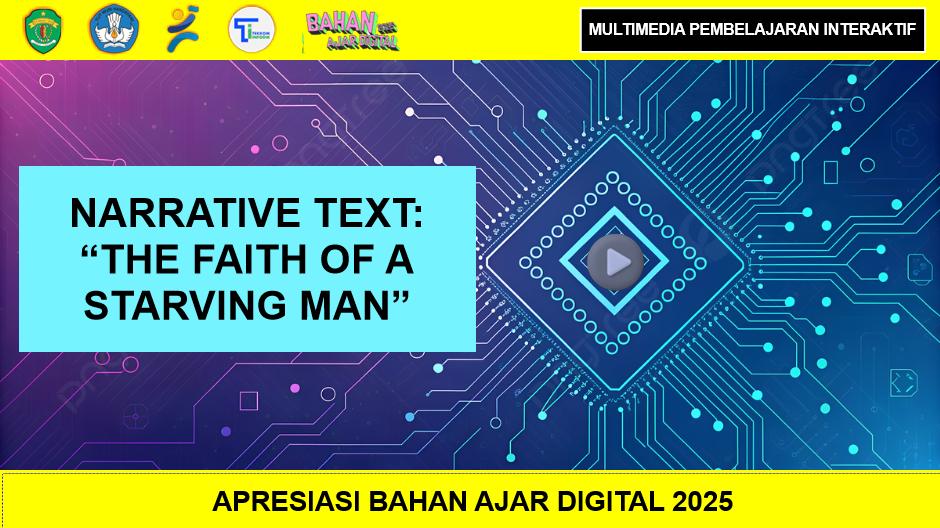 BAHAN
AJAR DIGITAL
MULTIMEDIA PEMBELAJARAN INTERAKTIF
NARRATIVE TEXT:
“THE FAITH OF A
STARVING MAN”
APRESIASI BAHAN AJAR DIGITAL 2025